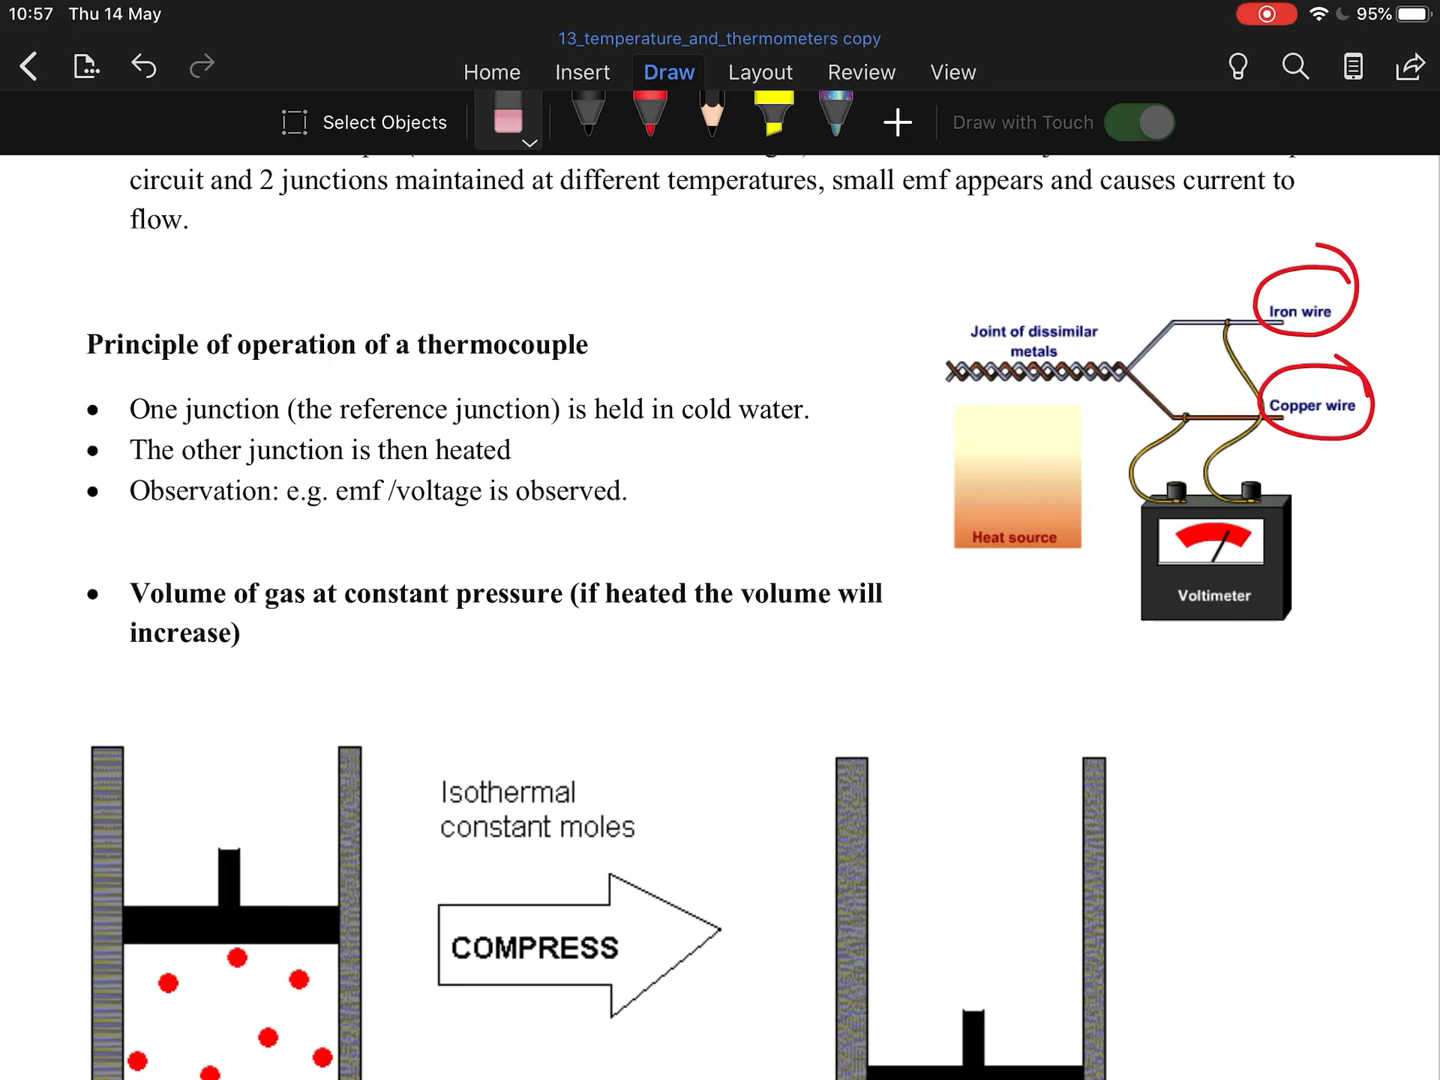 10:57 Thu 14 May
95%
13_temperature_and_thermometers copy
Home Insert Draw Layout Review View
Select Objects
Draw with Touch
circuit and 2 junctions maintained at different temperatures, small emf appears and causes current to
flow.
Principle of operation of a thermocouple
• One junction (the reference junction) is held in cold water.
• The other junction is then heated
• Observation: e.g. emf /voltage is observed.
Joint of dissimilar
metals
Iron wire
Copper wire
Heat source
Voltimeter
• Volume of gas at constant pressure (if heated the volume will
increase)
Isothermal
constant moles
COMPRESS